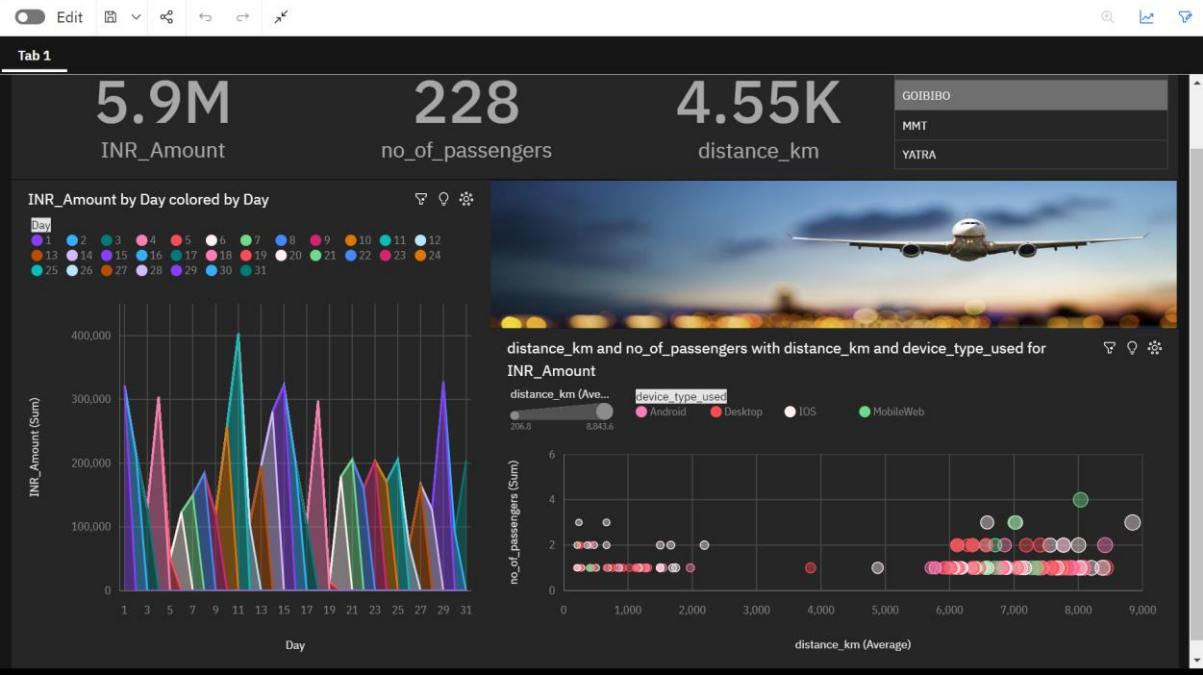 Edit
Tab 1
5.9M
INR_Amount
228
no_of_passengers
4.55K
distance_km
GOIBIBO
MMT
YATRA
INR_Amount by Day colored by Day
Day
1 2 3 4 5 6 7 8 9 10 11 12
13 14 15 16 17 18 19 20 21 22 23 24
25 26 27 28 29 30 31
400,000
300,000
200,000
100,000
0
INR_Amount (Sum)
1 3 5 7 9 11 13 15 17 19 21 23 25 27 29 31
Day
distance_km and no_of_passengers with distance_km and device_type_used for
INR_Amount
distance_km (Ave...
206.8 8,843.6
device_type_used
Android Desktop IOS MobileWeb
6
4
2
0
no_of_passengers (Sum)
0 1,000 2,000 3,000 4,000 5,000 6,000 7,000 8,000 9,000
distance_km (Average)